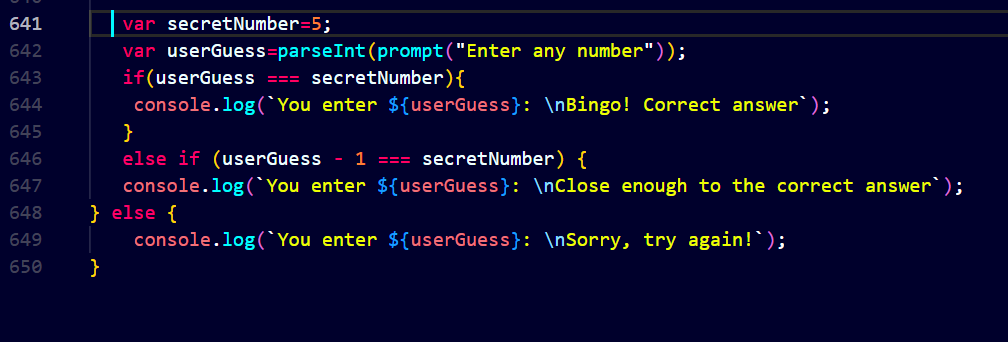 641 var secretNumber=5;
642 var userGuess=parseInt(prompt("Enter any number"));
643 if(userGuess === secretNumber){
644 console.log(`You enter ${userGuess}: \nBingo! Correct answer`);
645 }
646 else if (userGuess - 1 === secretNumber) {
647 console.log(`You enter ${userGuess}: \nClose enough to the correct answer`);
648 } else {
649 console.log(`You enter ${userGuess}: \nSorry, try again!`);
650 }